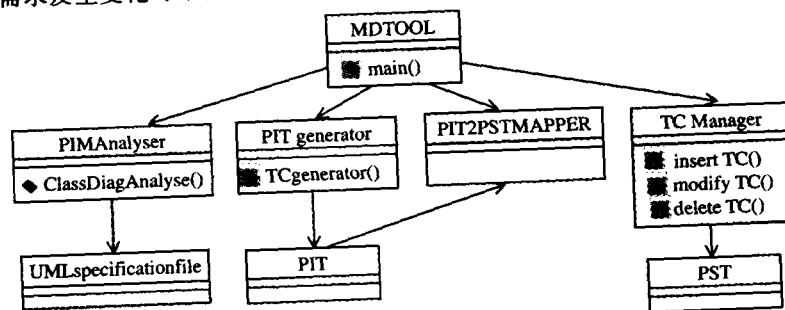 MDTOOL
main()
PIMAnalyser
ClassDiagAnalyse()
PIT generator
TCgenerator()
PIT2PSTMAPPER
TC Manager
insert TC()
modify TC()
delete TC()
UMLspecificationfile
PIT
PST